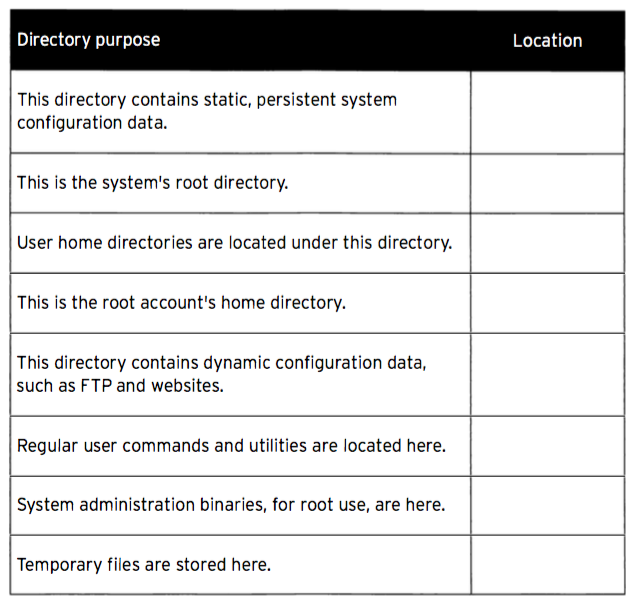 Directory purpose
Location
This directory contains static, persistent system
configuration data.
This is the system's root directory.
User home directories are located under this directory.
This is the root account's home directory.
This directory contains dynamic configuration data,
such as FTP and websites.
Regular user commands and utilities are located here.
System administration binaries, for root use, are here.
Temporary files are stored here.